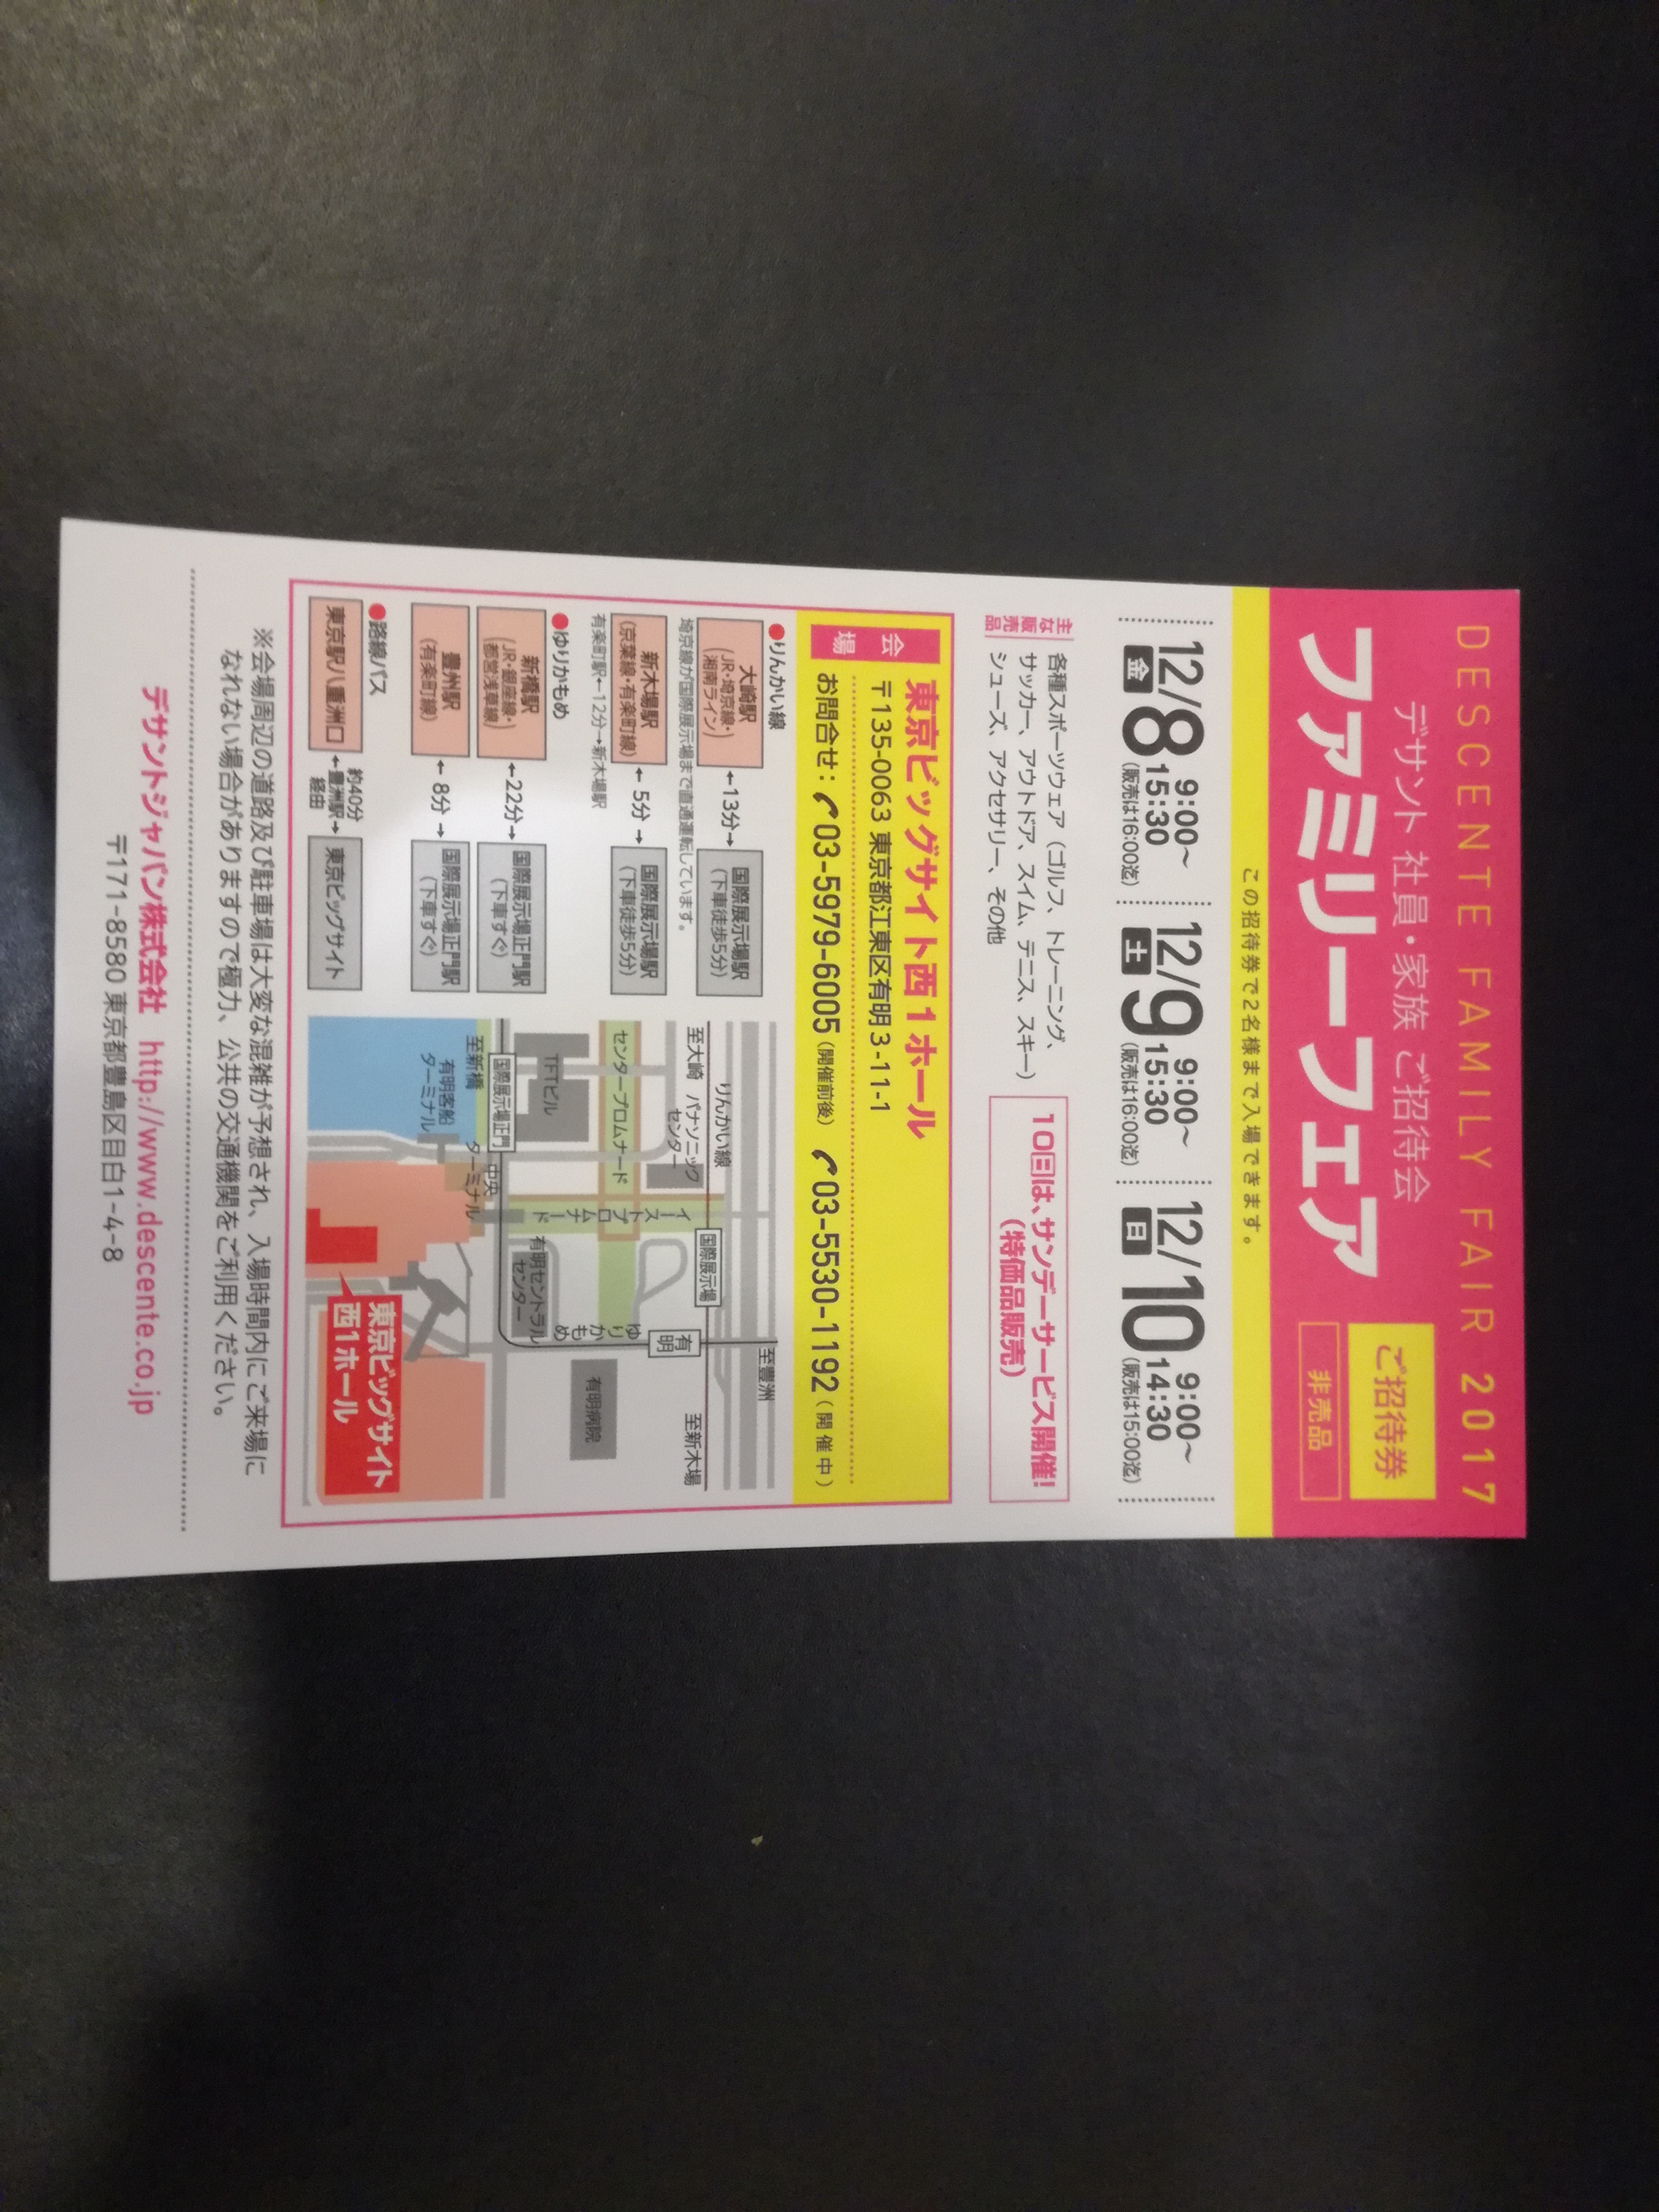 DESCENTE FAMILY FAIR 2017
デサント 社員・家族 ご招待会
ファミリーフェア
ご招待券
非売品
この招待券で2名様まで入場できます。
12/8 金 9:00〜15:30 (販売は16:00迄)
12/9 土 9:00〜15:30 (販売は16:00迄)
12/10 日 9:00〜14:30 (販売は15:00迄)
主な販売品
各種スポーツウェア（ゴルフ、トレーニング、
サッカー、アウトドア、スイム、テニス、スキー）
シューズ、アクセサリー、その他
10日は、サンデーサービス開催!
(特価品販売)
会場
東京ビッグサイト西1ホール
〒135-0063 東京都江東区有明3-11-1
お問合せ： 03-5979-6005（開催前後） 03-5530-1192（開催中）
●りんかい線
大崎駅 (JR・埼京線・湘南ライン) ←13分→ 国際展示場駅 (下車徒歩5分)
埼京線が国際展示場まで直通運転しています。
新木場駅 (京葉線・有楽町線) ← 5分 → 国際展示場駅 (下車徒歩5分)
有楽町駅←12分→新木場駅
●ゆりかもめ
新橋駅 (JR・銀座線・都営浅草線) ←22分→ 国際展示場正門駅 (下車すぐ)
豊州駅 (有楽町線) ← 8分 → 国際展示場正門駅 (下車すぐ)
●路線バス
東京駅八重洲口 約40分 ←豊洲駅→ 経由 東京ビッグサイト
至豊洲
りんかい線
至大崎
パナソニックセンター
国際展示場
至新木場
有明
センタープロムナード
イーストプロムナード
ゆりかもめ
有明病院
TFTビル
有明セントラルセンター
国際展示場正門
至新橋
中央ターミナル
有明客船ターミナル
東京ビッグサイト
西1ホール
※会場周辺の道路及び駐車場は大変な混雑が予想され、入場時間内にご来場に
なれない場合がありますので極力、公共の交通機関をご利用ください。
デサントジャパン株式会社 http://www.descente.co.jp
〒171-8580 東京都豊島区目白1-4-8